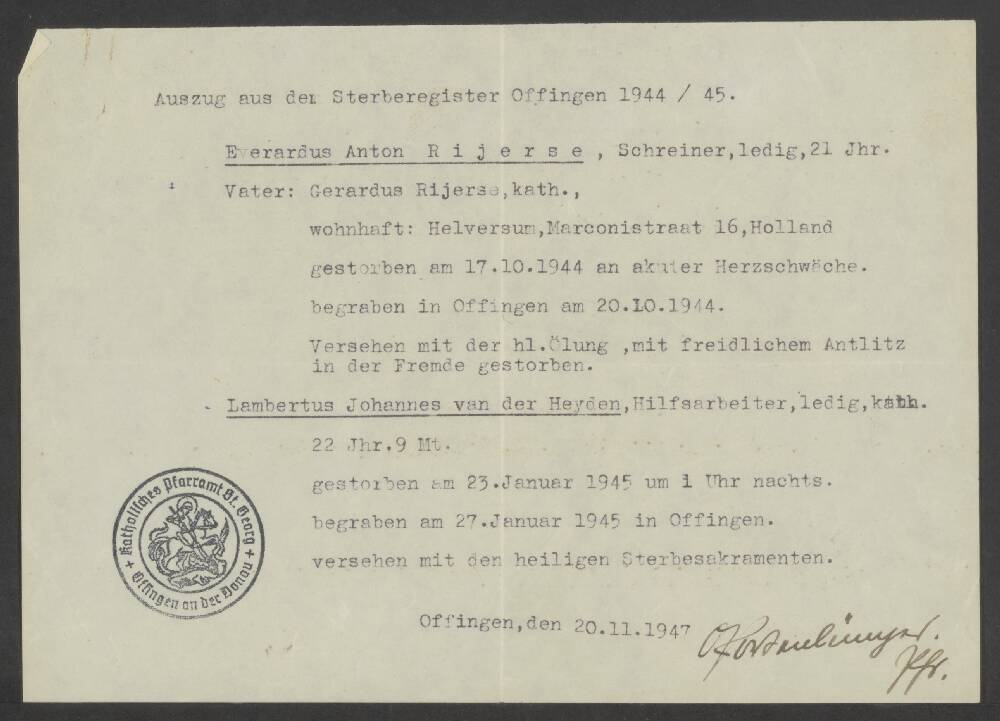 Auszug aus der Sterberegister Offingen 1944 / 45.
Everardus Anton R i j e r s e , Schreiner,ledig,21 Jhr.
Vater: Gerardus Rijerse,kath.,
wohnhaft: Helversum,Marconistraat 16,Holland
gestorben am 17.10.1944 an akuter Herzschwäche.
begraben in Offingen am 20.10.1944.
Versehen mit der hl.Ölung ,mit freidlichem Antlitz
in der Fremde gestorben.
Lambertus Johannes van der Heyden,Hilfsarbeiter,ledig,kath.
22 Jhr.9 Mt.
gestorben am 23.Januar 1945 um 1 Uhr nachts.
begraben am 27.Januar 1945 in Offingen.
versehen mit den heiligen Sterbesakramenten.
Katholisches Pfarramt St. Georg
+ Offingen an der Donau +
Offingen,den 20.11.1947
Pfr.